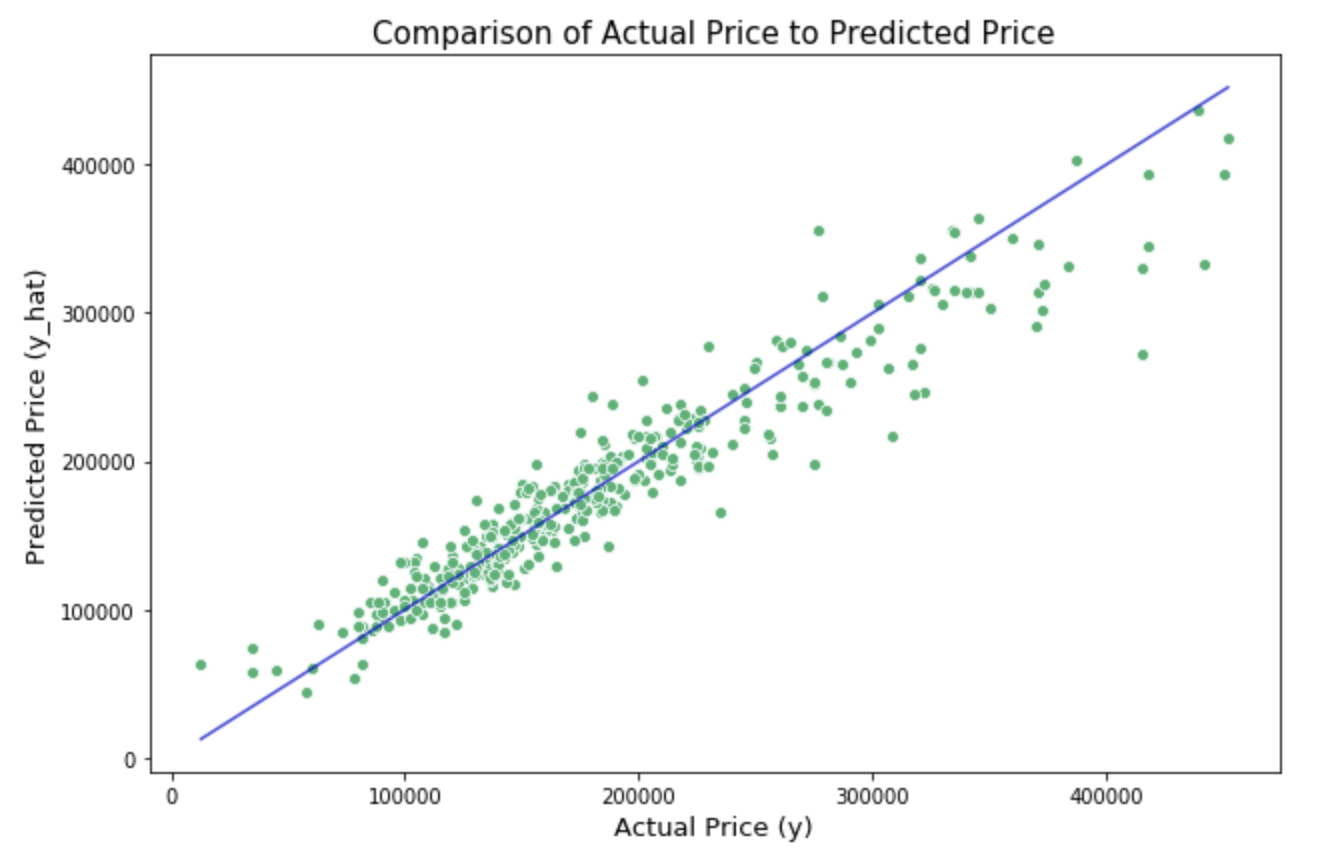 Comparison of Actual Price to Predicted Price
Predicted Price (y_hat)
400000
300000
200000
100000
0
0 100000 200000 300000 400000
Actual Price (y)